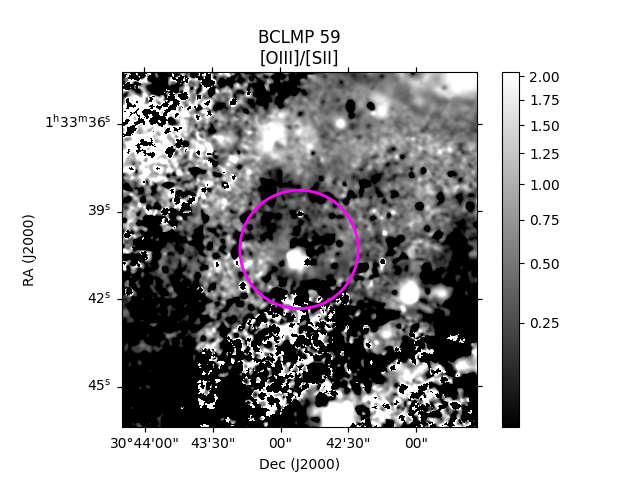 BCLMP 59
[OIII]/[SII]
1ʰ33ᵐ36ˢ
39ˢ
42ˢ
45ˢ
RA (J2000)
30°44'00" 43'30" 00" 42'30" 00"
Dec (J2000)
2.00
1.75
1.50
1.25
1.00
0.75
0.50
0.25